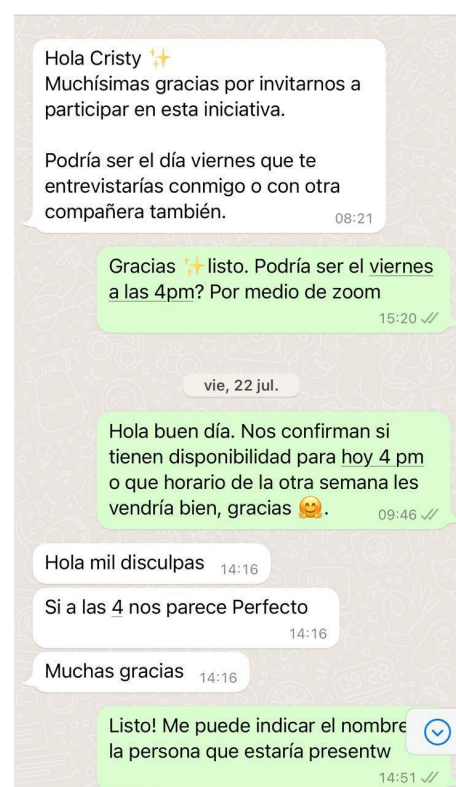 Hola Cristy ✨
Muchísimas gracias por invitarnos a
participar en esta iniciativa.
Podría ser el día viernes que te
entrevistarías conmigo o con otra
compañera también.
08:21
Gracias ✨listo. Podría ser el viernes
a las 4pm? Por medio de zoom
15:20
vie, 22 jul.
Hola buen día. Nos confirman si
tienen disponibilidad para hoy 4 pm
o que horario de la otra semana les
vendría bien, gracias 🤗.
09:46
Hola mil disculpas 14:16
Si a las 4 nos parece Perfecto
14:16
Muchas gracias 14:16
Listo! Me puede indicar el nombre
la persona que estaría presentw
14:51